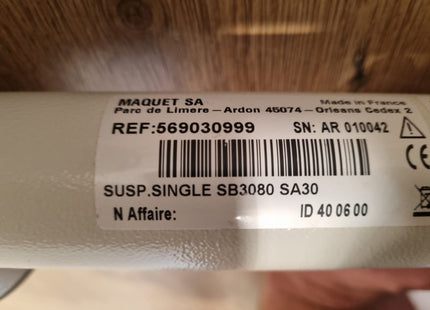 MAQUET SA Made in France
Parc de Limere – Ardon 45074 – Orleans Cedex 2
REF:569030999 SN: AR 010042
CE
SUSP.SINGLE SB3080 SA30
N Affaire: ID 40 06 00